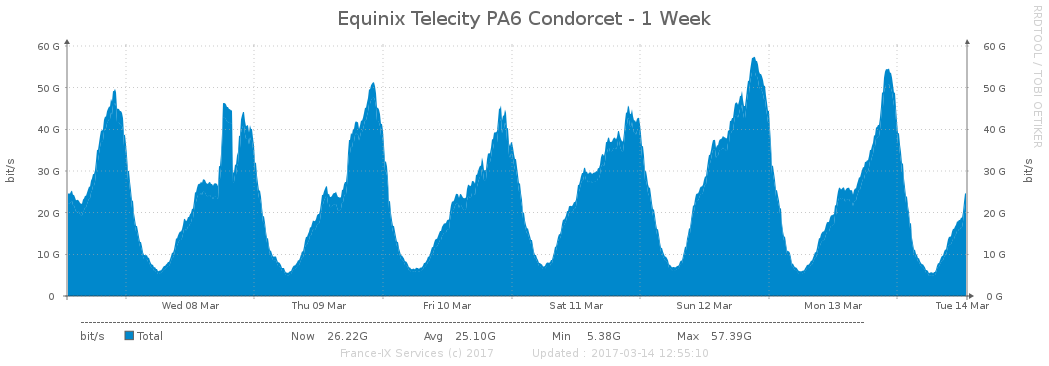 Equinix Telecity PA6 Condorcet - 1 Week
RRDTOOL / TOBI OETIKER
60 G 60 G
50 G 50 G
40 G 40 G
30 G 30 G
20 G 20 G
10 G 10 G
0 0 G
bit/s
bit/s
Wed 08 Mar Thu 09 Mar Fri 10 Mar Sat 11 Mar Sun 12 Mar Mon 13 Mar Tue 14 Mar
bit/s Total Now 26.22G Avg 25.10G Min 5.38G Max 57.39G
France-IX Services (c) 2017 Updated : 2017-03-14 12:55:10